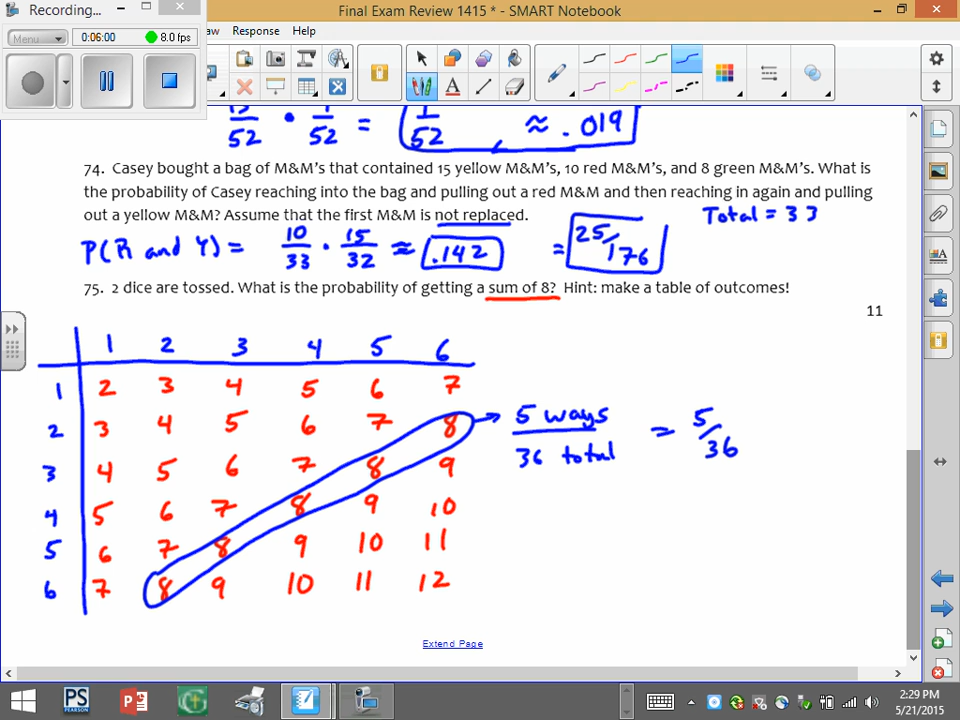 Recording...
Final Exam Review 1415 * - SMART Notebook
Menu
0:06:00
8.0 fps
aw Response Help
/52 · 1/52 = 1/52 , ≈ .019
74. Casey bought a bag of M&M's that contained 15 yellow M&M's, 10 red M&M's, and 8 green M&M's. What is
the probability of Casey reaching into the bag and pulling out a red M&M and then reaching in again and pulling
out a yellow M&M? Assume that the first M&M is not replaced.
Total = 33
P(R and Y) = 10/33 · 15/32 ≈ .142 = 25/176
75. 2 dice are tossed. What is the probability of getting a sum of 8? Hint: make a table of outcomes!
11
1 2 3 4 5 6
1 2 3 4 5 6 7
2 3 4 5 6 7 8
3 4 5 6 7 8 9
4 5 6 7 8 9 10
5 6 7 8 9 10 11
6 7 8 9 10 11 12
5 ways
36 total
= 5/36
Extend Page
PS
PEARSON
2:29 PM
5/21/2015